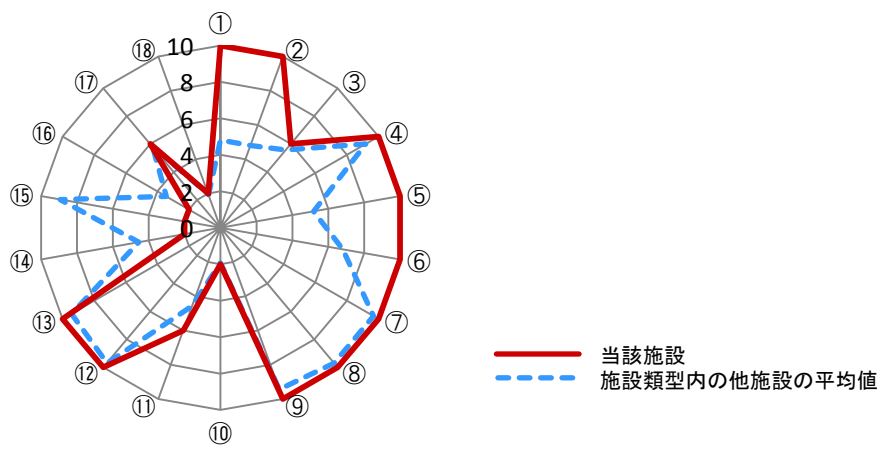 ①
⑱ 10 ②
⑰ 8 ③
⑯ 6 ④
4
⑮ 2 ⑤
0
⑭ ⑥
⑬ ⑦
⑫ ⑧
⑪ ⑨
⑩
当該施設
施設類型内の他施設の平均値